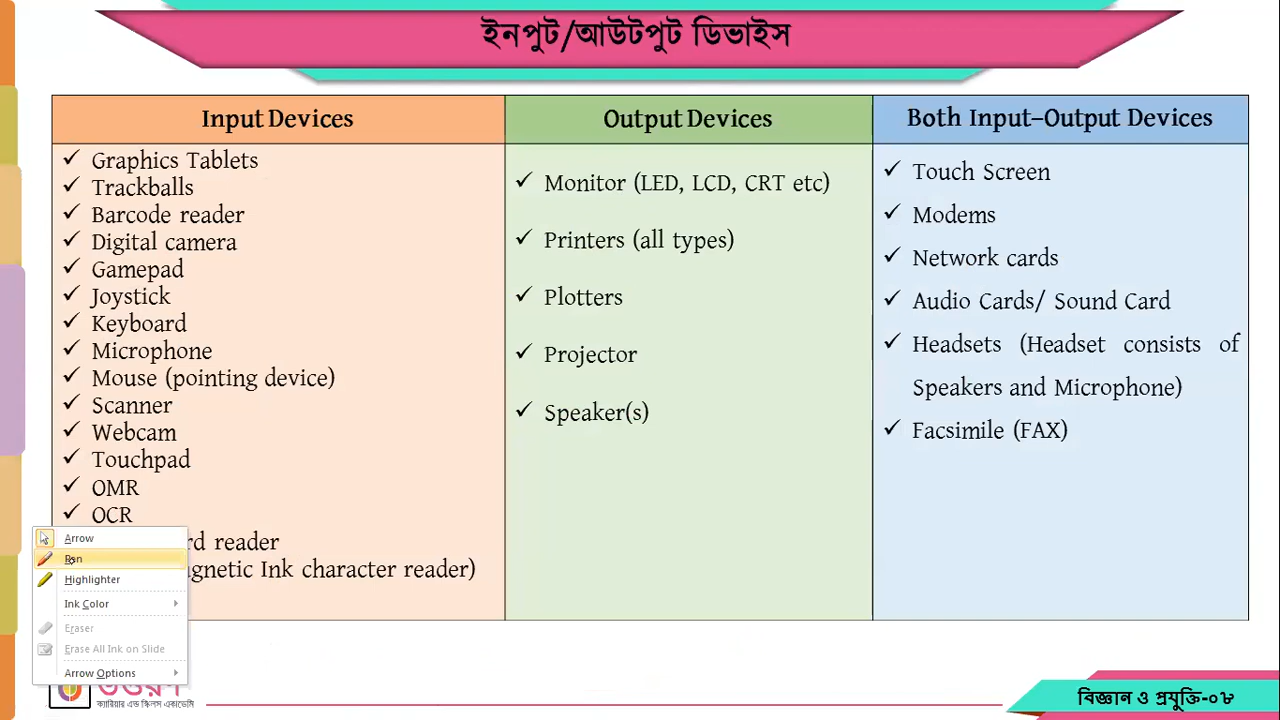 ইনপুট/আউটপুট ডিভাইস
Input Devices
✓ Graphics Tablets
✓ Trackballs
✓ Barcode reader
✓ Digital camera
✓ Gamepad
✓ Joystick
✓ Keyboard
✓ Microphone
✓ Mouse (pointing device)
✓ Scanner
✓ Webcam
✓ Touchpad
✓ OMR
✓ OCR
rd reader
gnetic Ink character reader)
Output Devices
✓ Monitor (LED, LCD, CRT etc)
✓ Printers (all types)
✓ Plotters
✓ Projector
✓ Speaker(s)
Both Input–Output Devices
✓ Touch Screen
✓ Modems
✓ Network cards
✓ Audio Cards/ Sound Card
✓ Headsets (Headset consists of
Speakers and Microphone)
✓ Facsimile (FAX)
Arrow
Pen
Highlighter
Ink Color
Eraser
Erase All Ink on Slide
Arrow Options
ক্যারিয়ার এন্ড স্কিলস একাডেমি
বিজ্ঞান ও প্রযুক্তি-০৮